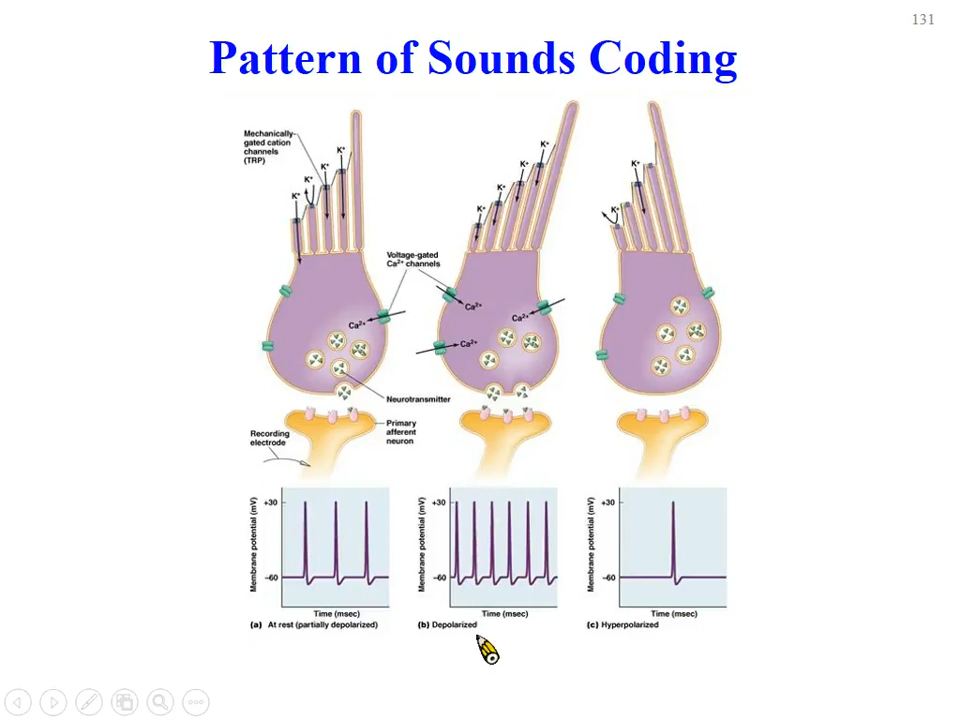 131
Pattern of Sounds Coding
Mechanically-
gated cation
channels
(TRP)
K⁺
K⁺
K⁺
K⁺
K⁺
K⁺
K⁺
K⁺
K⁺
K⁺
Voltage-gated
Ca²⁺ channels
Ca²⁺
Ca²⁺
Ca²⁺
Ca²⁺
Neurotransmitter
Primary
afferent
neuron
Recording
electrode
Membrane potential (mV)
+30
−60
Time (msec)
(a) At rest (partially depolarized)
Membrane potential (mV)
+30
−60
Time (msec)
(b) Depolarized
Membrane potential (mV)
+30
−60
Time (msec)
(c) Hyperpolarized